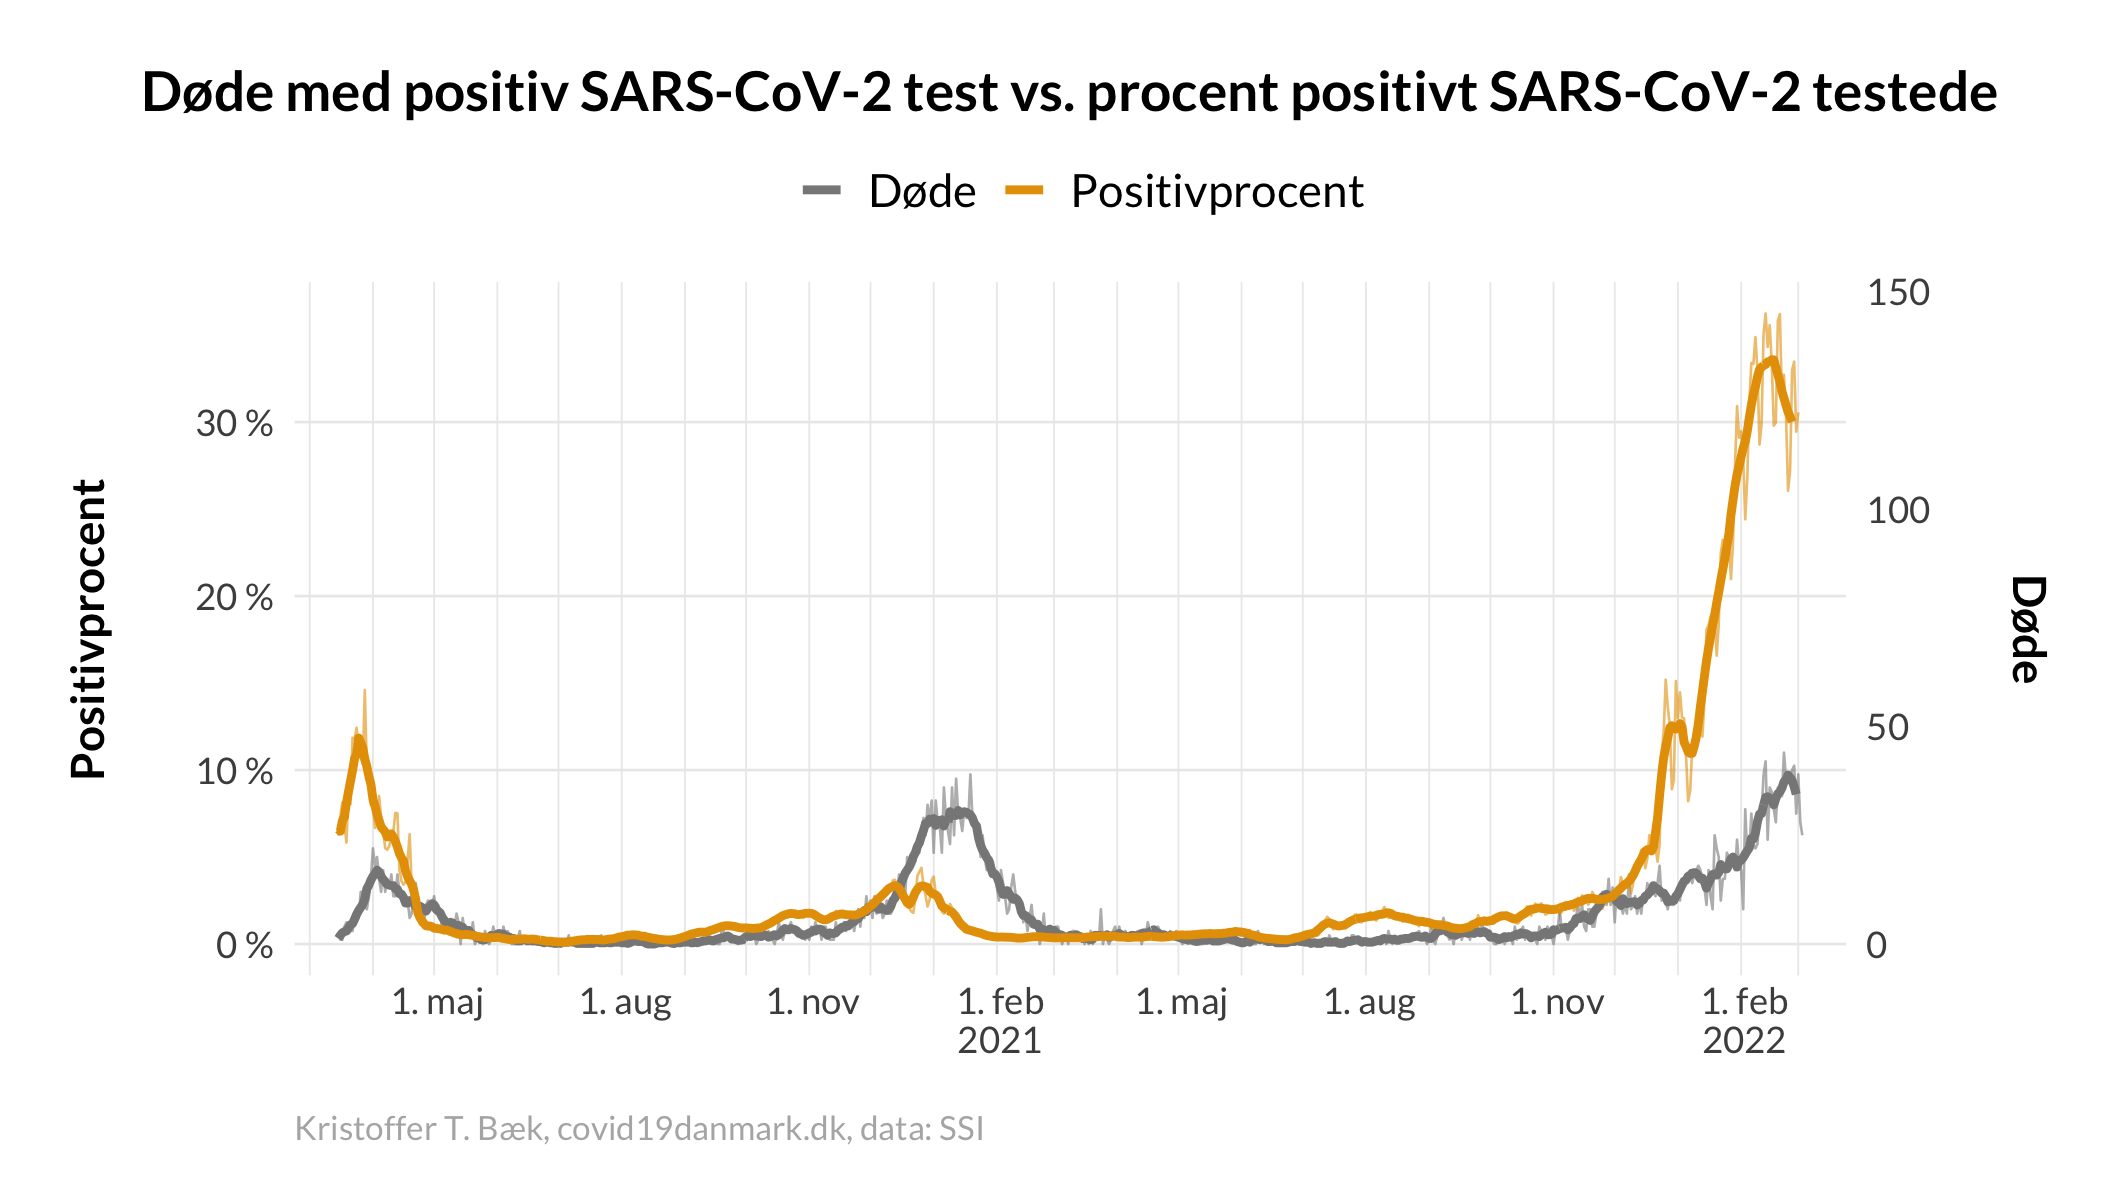 Døde med positiv SARS-CoV-2 test vs. procent positivt SARS-CoV-2 testede
Døde Positivprocent
Positivprocent
30 %
20 %
10 %
0 %
150
100
50
0
Døde
1. maj 1. aug 1. nov 1. feb 1. maj 1. aug 1. nov 1. feb
2021 2022
Kristoffer T. Bæk, covid19danmark.dk, data: SSI